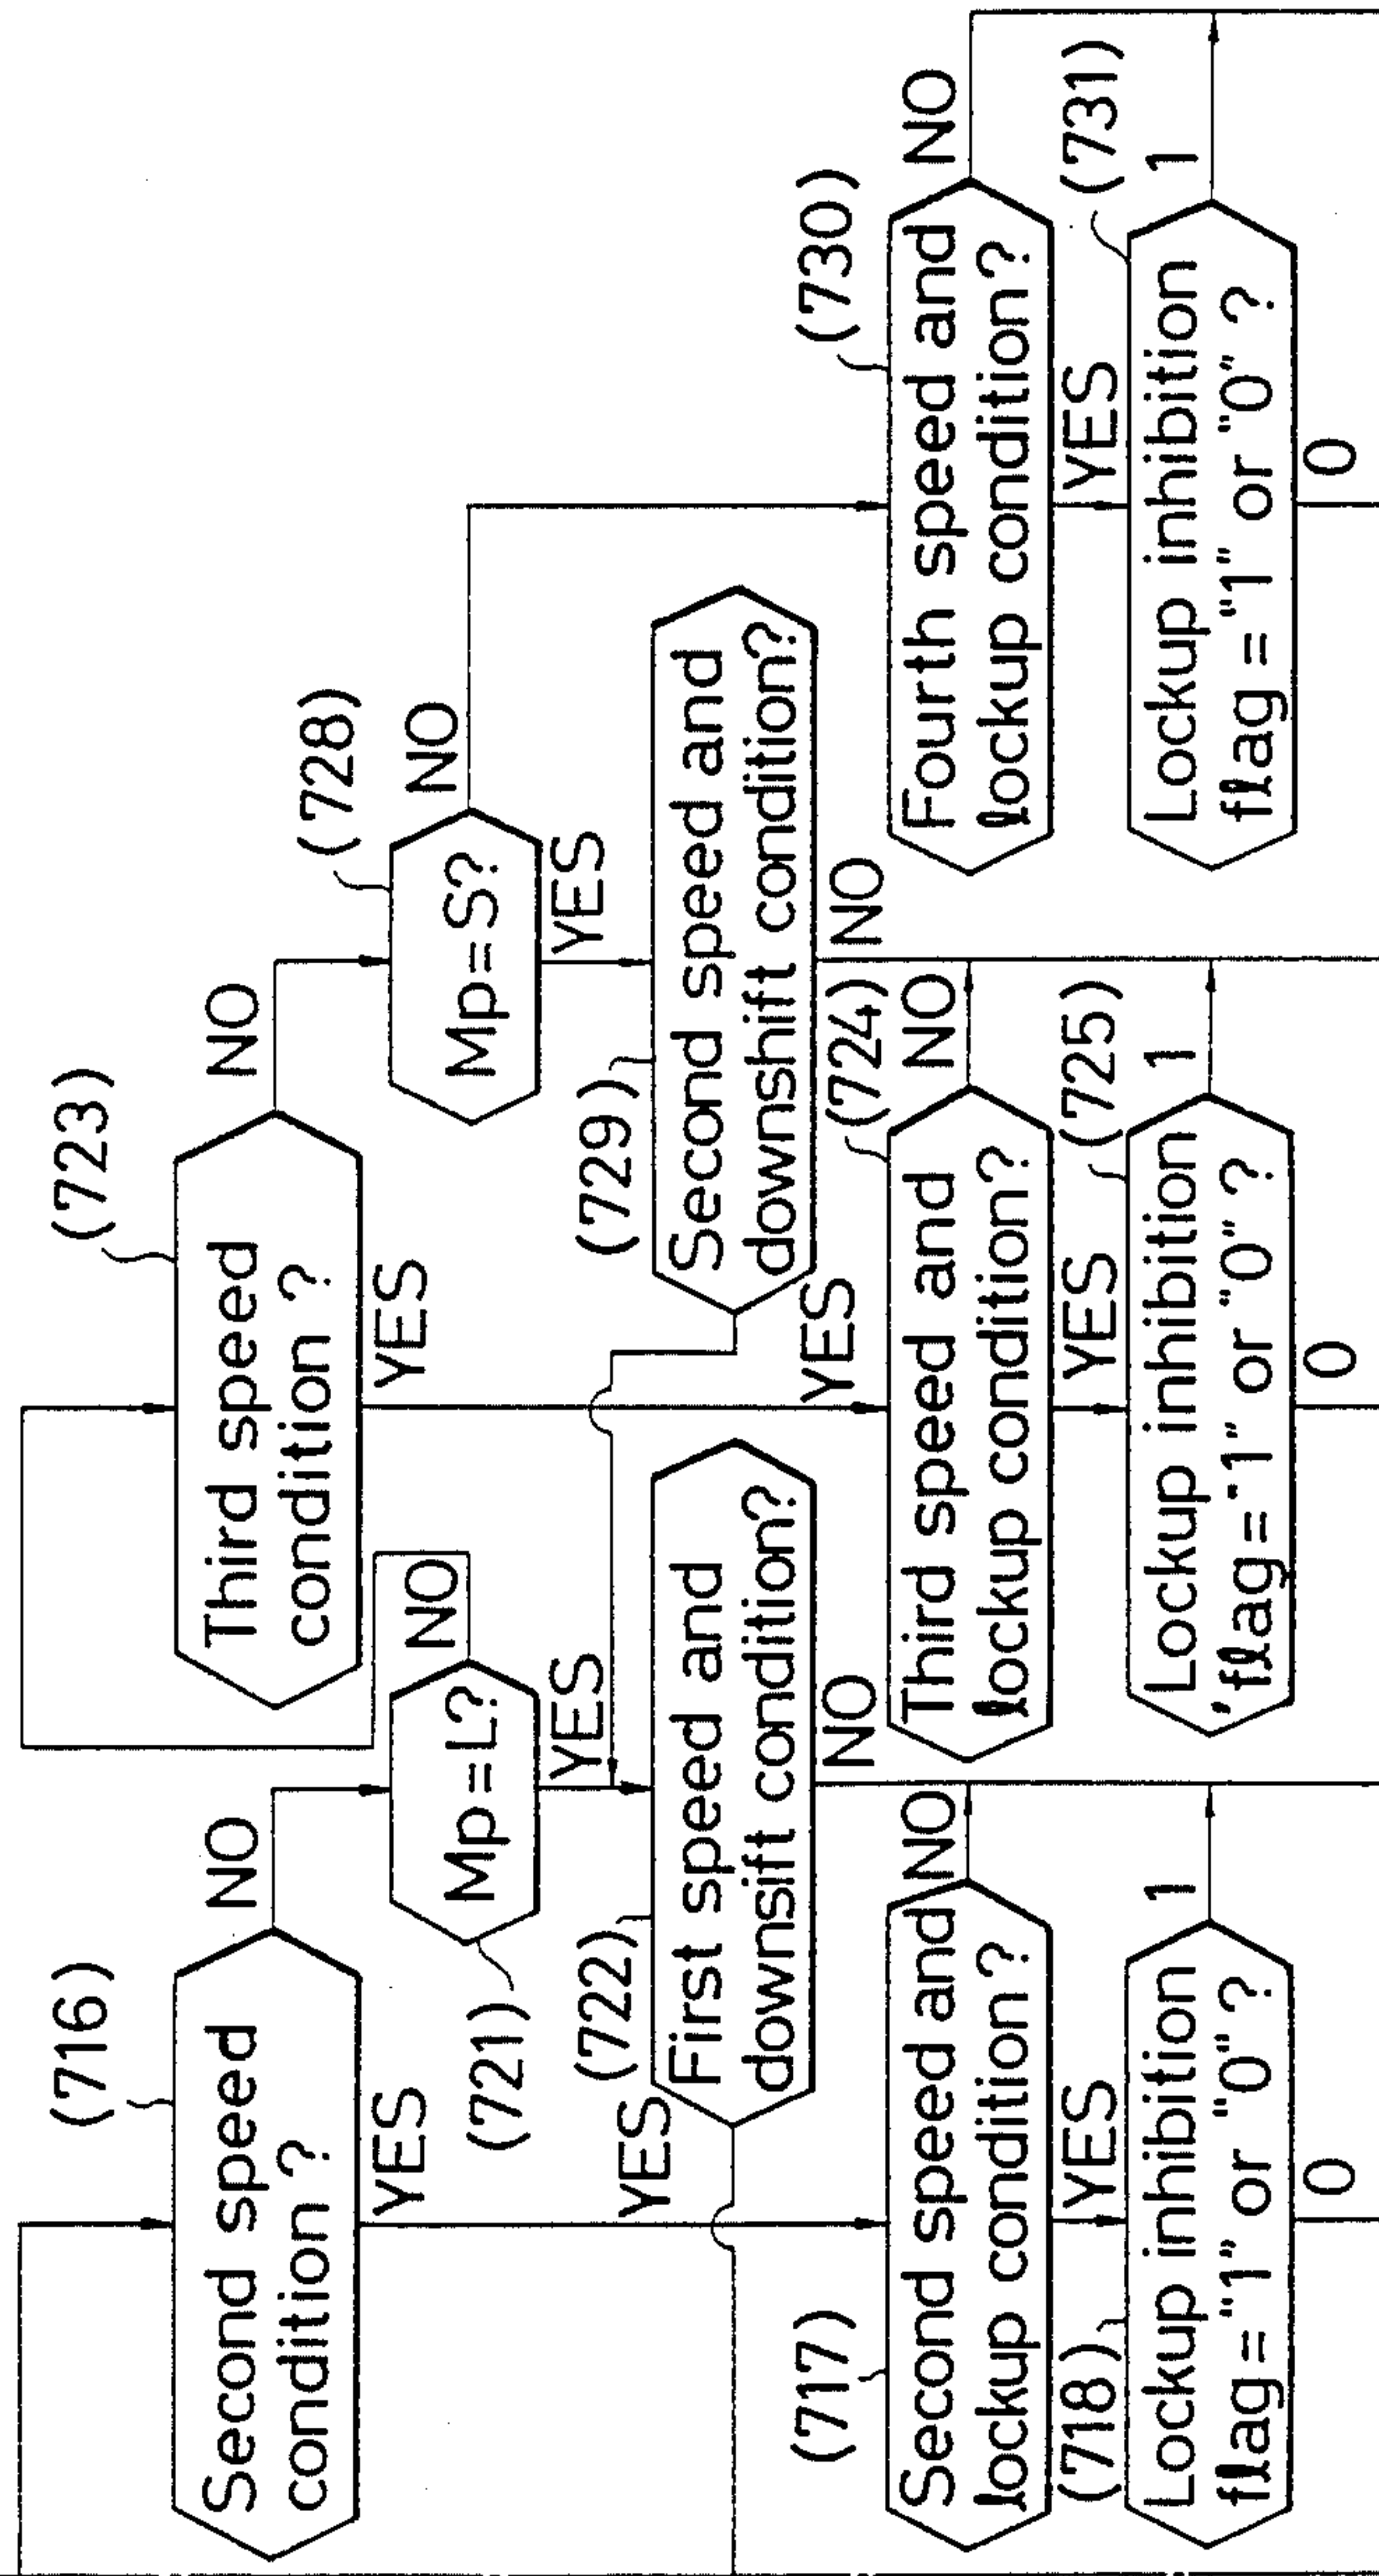 (716)
Second speed
condition ?
NO
YES
(721)
Mp=L?
NO
YES
(722)
First speed and
downsift condition?
YES
NO
(717)
Second speed and
lockup condition ?
NO
YES
(718)
Lockup inhibition
flag="1" or "0" ?
1
0
(723)
Third speed
condition ?
NO
YES
(728)
Mp=S?
NO
YES
(729)
Second speed and
downshift condition?
YES
NO
(724)
Third speed and
lockup condition?
NO
YES
(725)
Lockup inhibition
flag="1" or "0" ?
1
0
(730)
Fourth speed and
lockup condition?
NO
YES
(731)
Lockup inhibition
flag ="1" or "0" ?
1
0